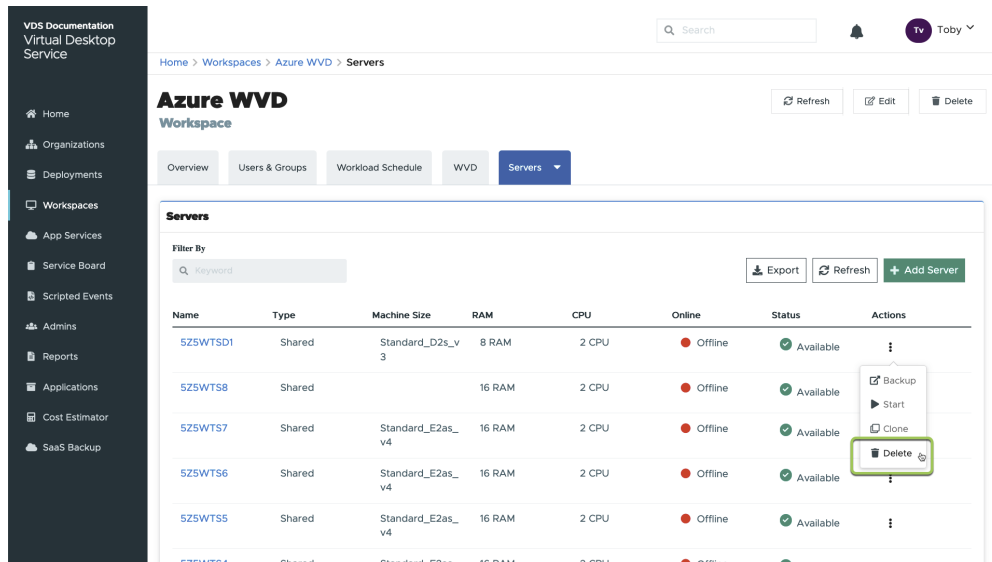 VDS Documentation
Virtual Desktop
Service
Search
Tv
Toby
Home > Workspaces > Azure WVD > Servers
Azure WVD
Workspace
Refresh
Edit
Delete
Home
Organizations
Deployments
Workspaces
App Services
Service Board
Scripted Events
Admins
Reports
Applications
Cost Estimator
SaaS Backup
Overview
Users & Groups
Workload Schedule
WVD
Servers
Servers
Filter By
Keyword
Export
Refresh
+ Add Server
Name Type Machine Size RAM CPU Online Status Actions
5Z5WTSD1 Shared Standard_D2s_v 8 RAM 2 CPU Offline Available
3
5Z5WTS8 Shared 16 RAM 2 CPU Offline Available
5Z5WTS7 Shared Standard_E2as_ 16 RAM 2 CPU Offline Available
v4
5Z5WTS6 Shared Standard_E2as_ 16 RAM 2 CPU Offline Available
v4
5Z5WTS5 Shared Standard_E2as_ 16 RAM 2 CPU Offline Available
v4
Backup
Start
Clone
Delete